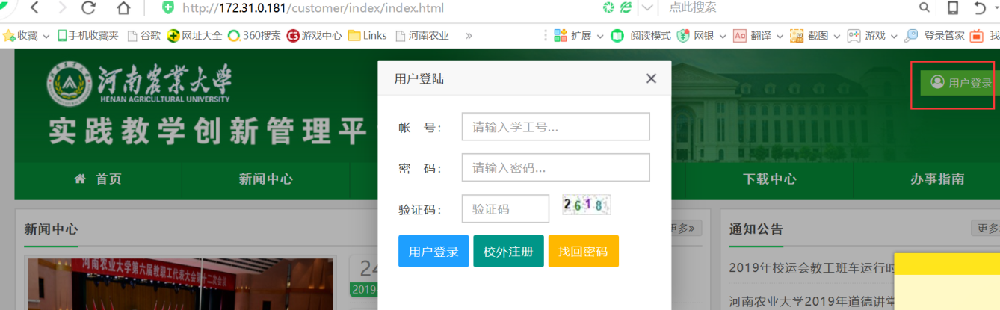 http://172.31.0.181/customer/index/index.html
点此搜索
收藏 手机收藏夹 谷歌 网址大全 360搜索 游戏中心 Links 河南农业 »
扩展 阅读模式 网银 Aa 翻译 截图 游戏 登录管家 我
河南农业大学
HENAN AGRICULTURAL UNIVERSITY
实践教学创新管理平
用户登录
用户登陆
帐 号: 请输入学工号...
密 码: 请输入密码...
验证码: 验证码 2618
用户登录 校外注册 找回密码
首页 新闻中心 下载中心 办事指南
新闻中心 更多»
河南农业大学第六届教职工代表大会第十二次会议
24
2019-
通知公告 更多
2019年校运会教工班车运行时
河南农业大学2019年道德讲堂